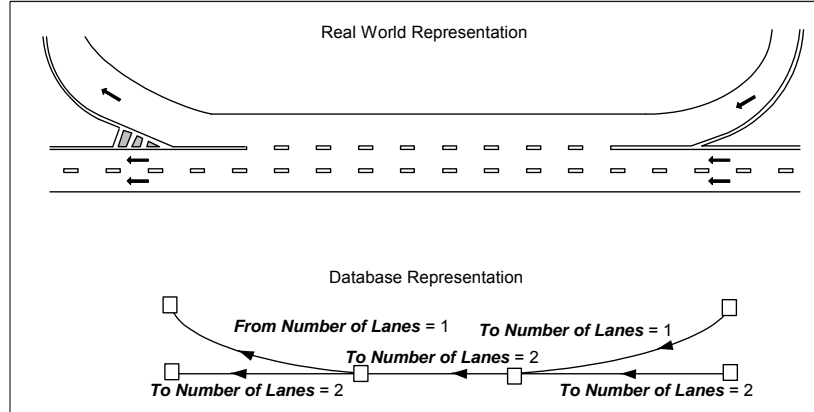 Real World Representation
Database Representation
From Number of Lanes = 1
To Number of Lanes = 1
To Number of Lanes = 2
To Number of Lanes = 2
To Number of Lanes = 2